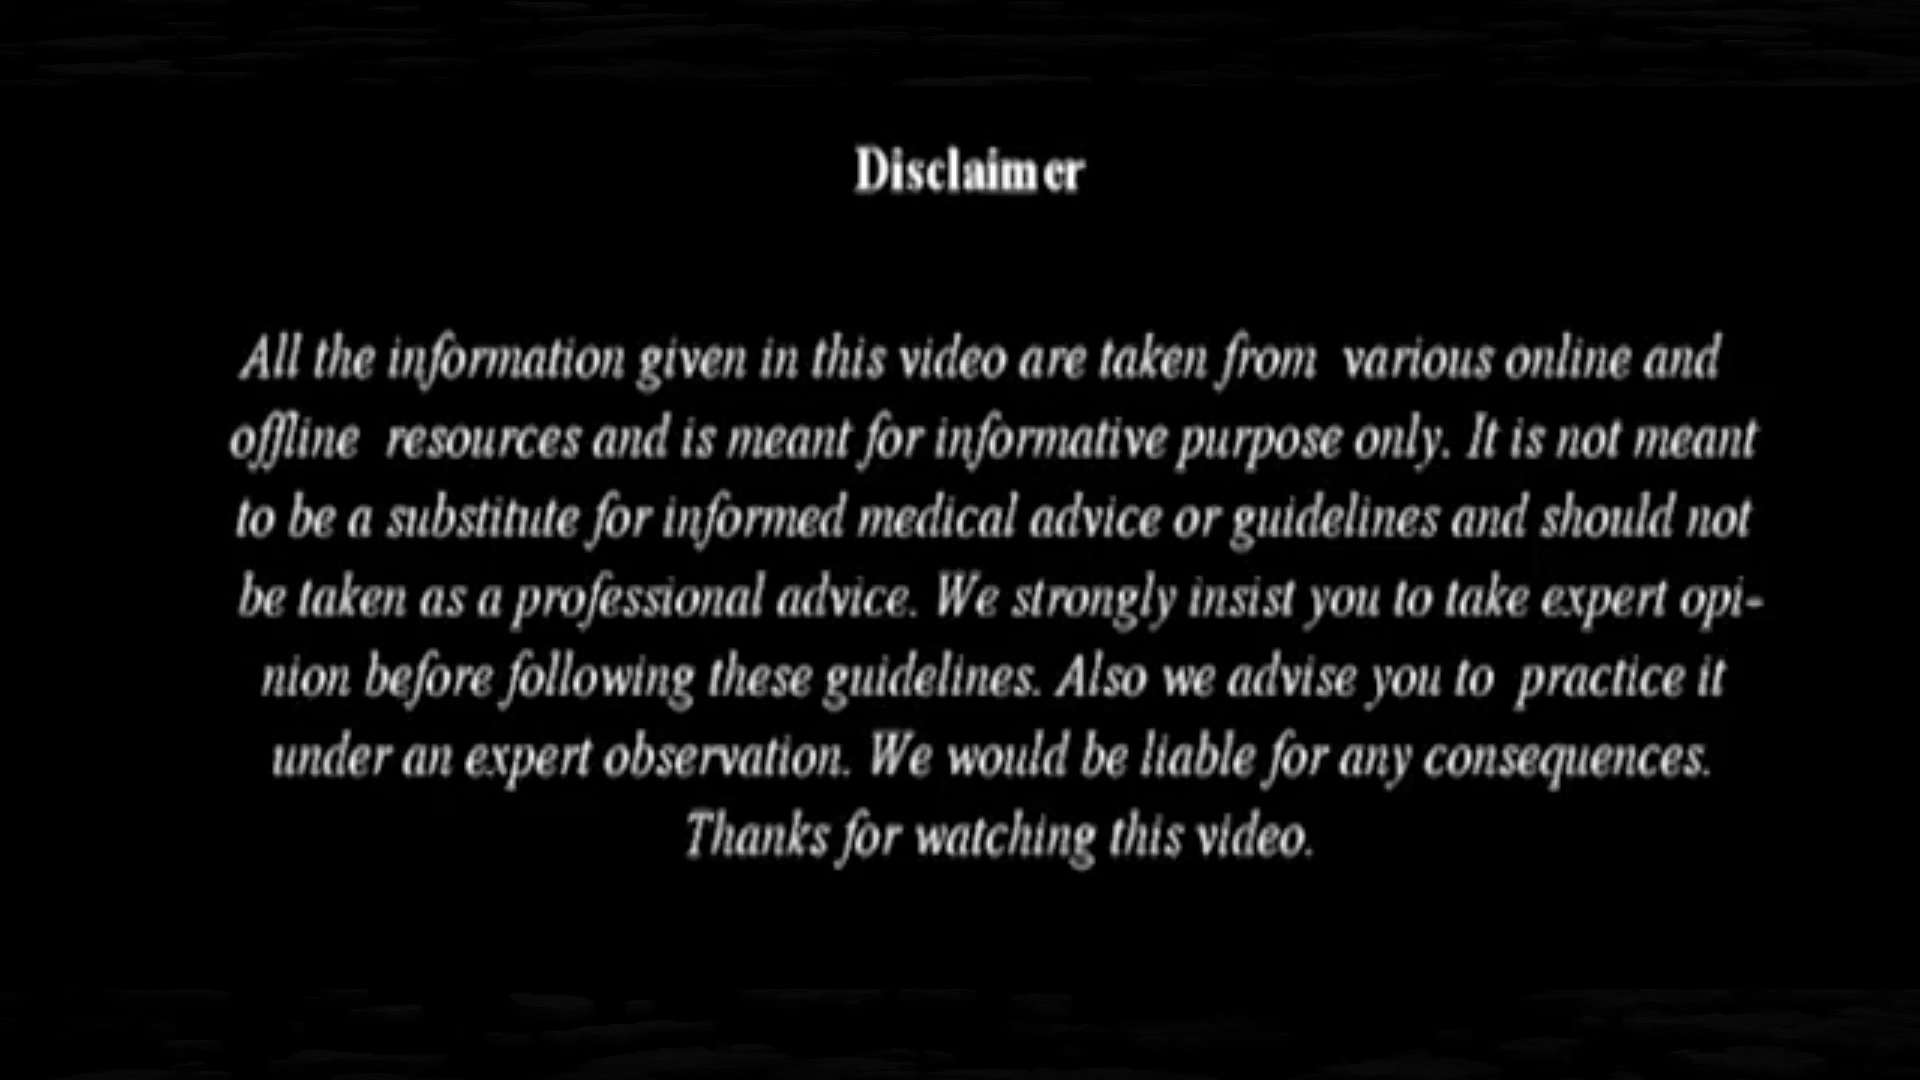 Disclaimer
All the information given in this video are taken from various online and
offline resources and is meant for informative purpose only. It is not meant
to be a substitute for informed medical advice or guidelines and should not
be taken as a professional advice. We strongly insist you to take expert opi-
nion before following these guidelines. Also we advise you to practice it
under an expert observation. We would be liable for any consequences.
Thanks for watching this video.